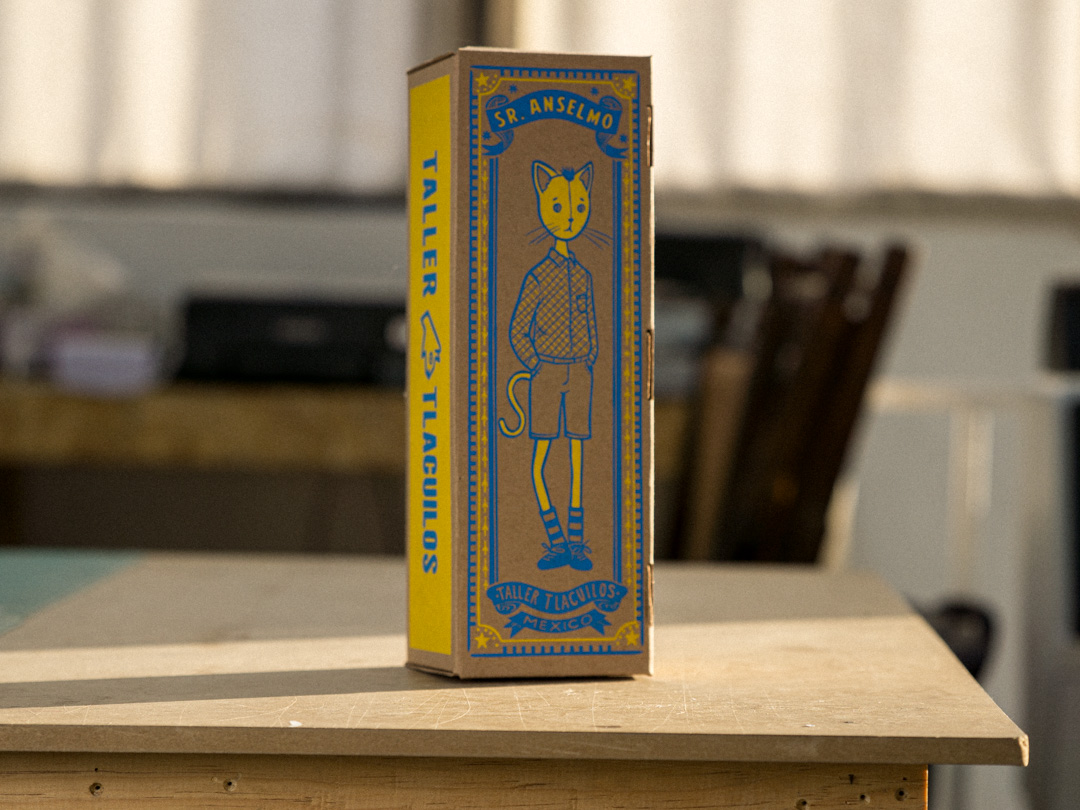 SR. ANSELMO
TALLER TLACUILOS
MEXICO
TALLER TLACUILOS